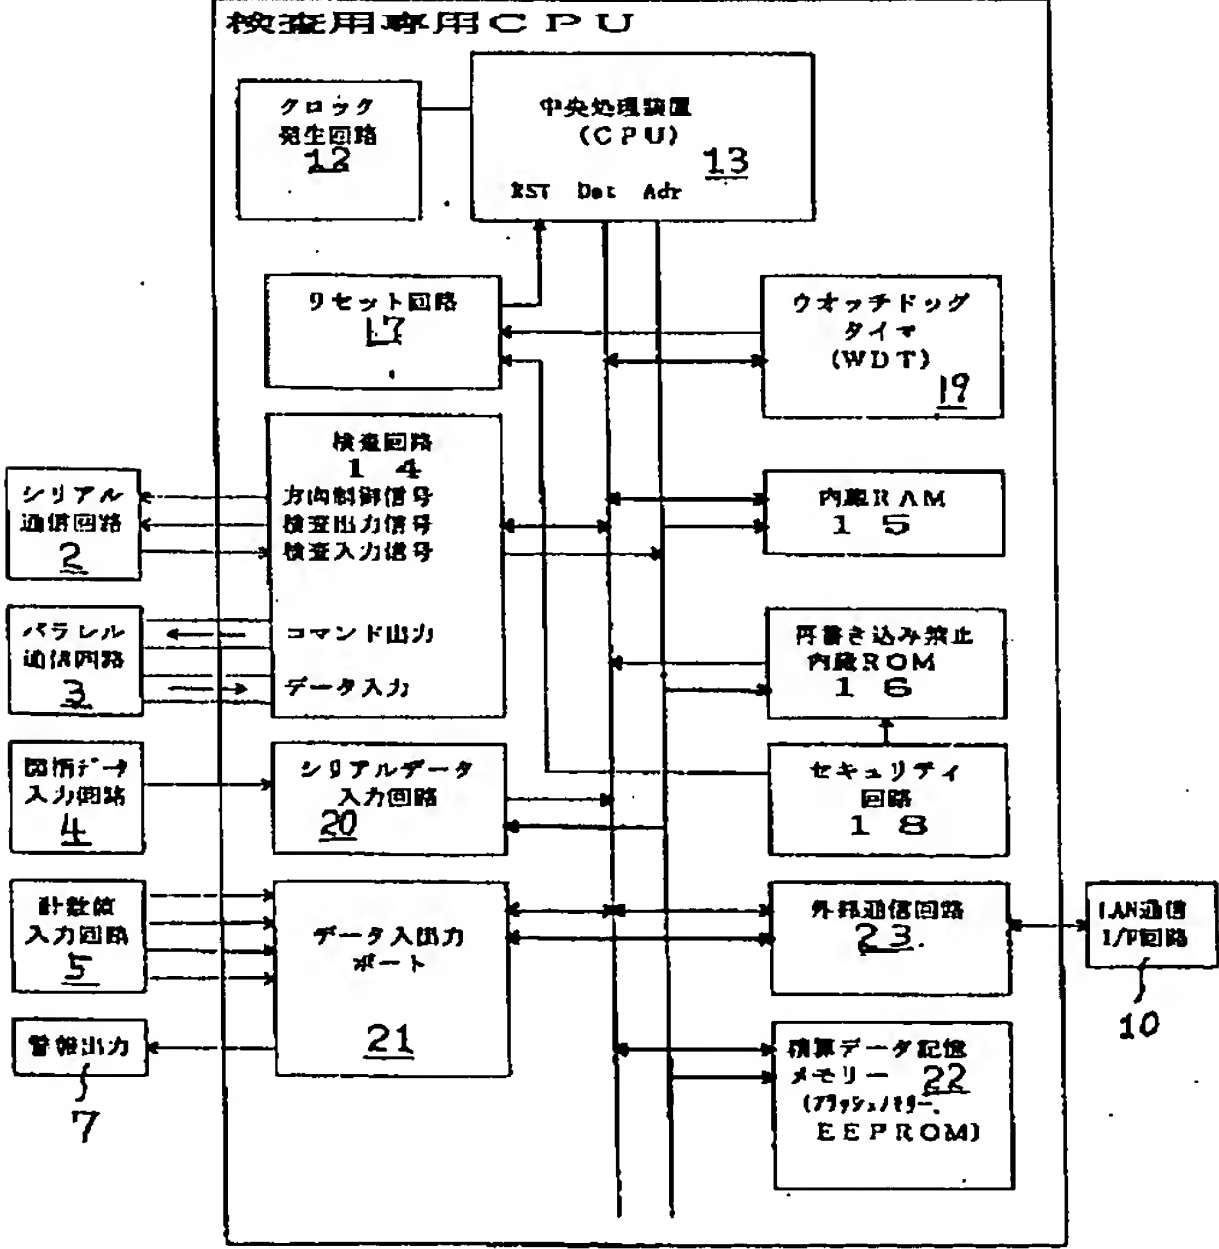 検査用専用CPU
クロック
発生回路
12
中央処理装置
(CPU)
13
RST Dat Adr
リセット回路
17
ウオッチドッグ
タイマ
(WDT)
19
検査回路
14
方向制御信号
検査出力信号
検査入力信号
コマンド出力
データ入力
シリアル
通信回路
2
パラレル
通信回路
3
内蔵RAM
15
再書き込み禁止
内蔵ROM
16
図柄データ
入力回路
4
シリアルデータ
入力回路
20
セキュリティ
回路
18
計数値
入力回路
5
データ入出力
ポート
21
外部通信回路
23.
LAN通信
I/F回路
10
警報出力
7
積算データ記憶
メモリー 22
(フラッシュメモリー、
EEPROM)